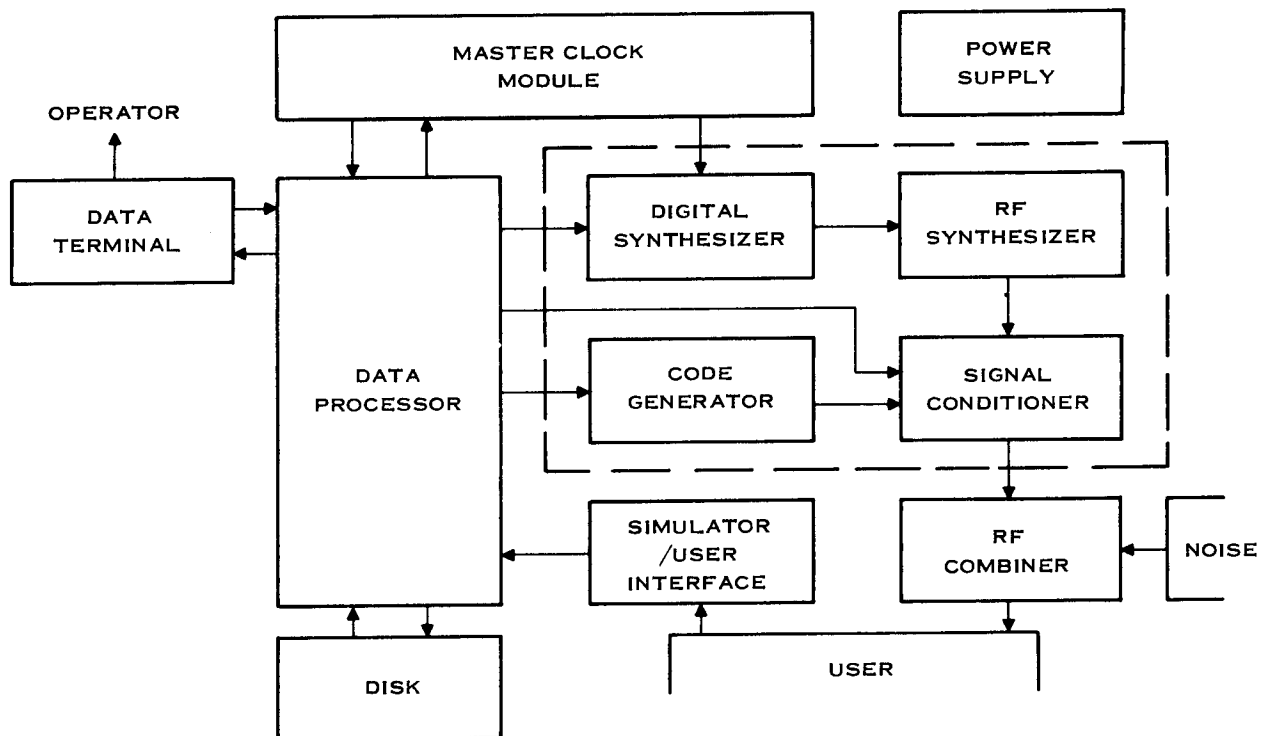 MASTER CLOCK
MODULE
POWER
SUPPLY
OPERATOR
DATA
TERMINAL
DIGITAL
SYNTHESIZER
RF
SYNTHESIZER
DATA
PROCESSOR
CODE
GENERATOR
SIGNAL
CONDITIONER
SIMULATOR
/USER
INTERFACE
RF
COMBINER
NOISE
DISK
USER